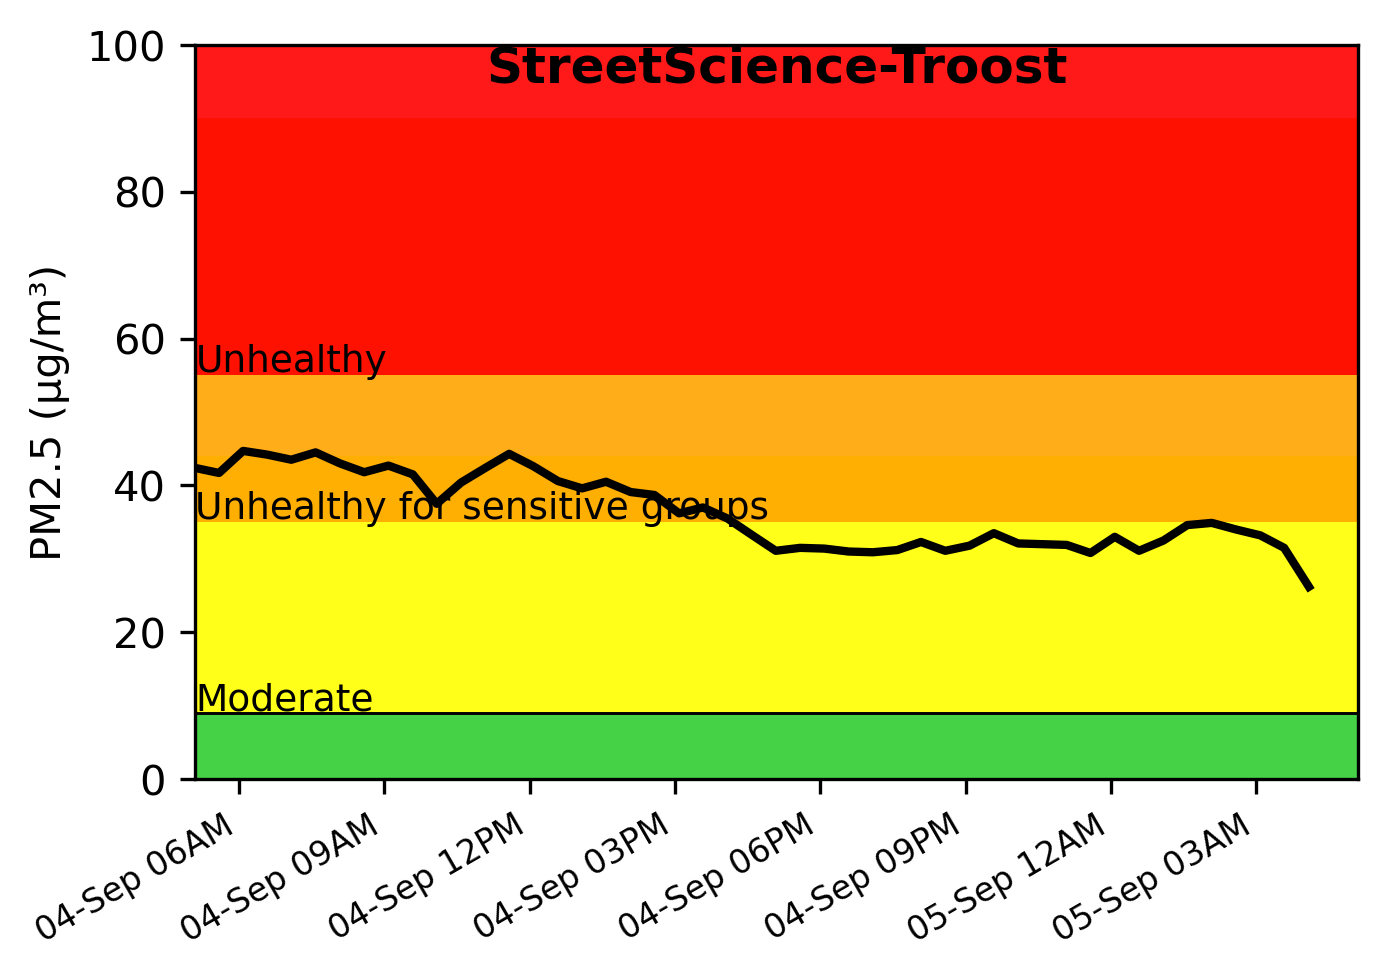 StreetScience-Troost
100
80
60
40
20
0
PM2.5 (µg/m³)
Unhealthy
Unhealthy for sensitive groups
Moderate
04-Sep 06AM
04-Sep 09AM
04-Sep 12PM
04-Sep 03PM
04-Sep 06PM
04-Sep 09PM
05-Sep 12AM
05-Sep 03AM